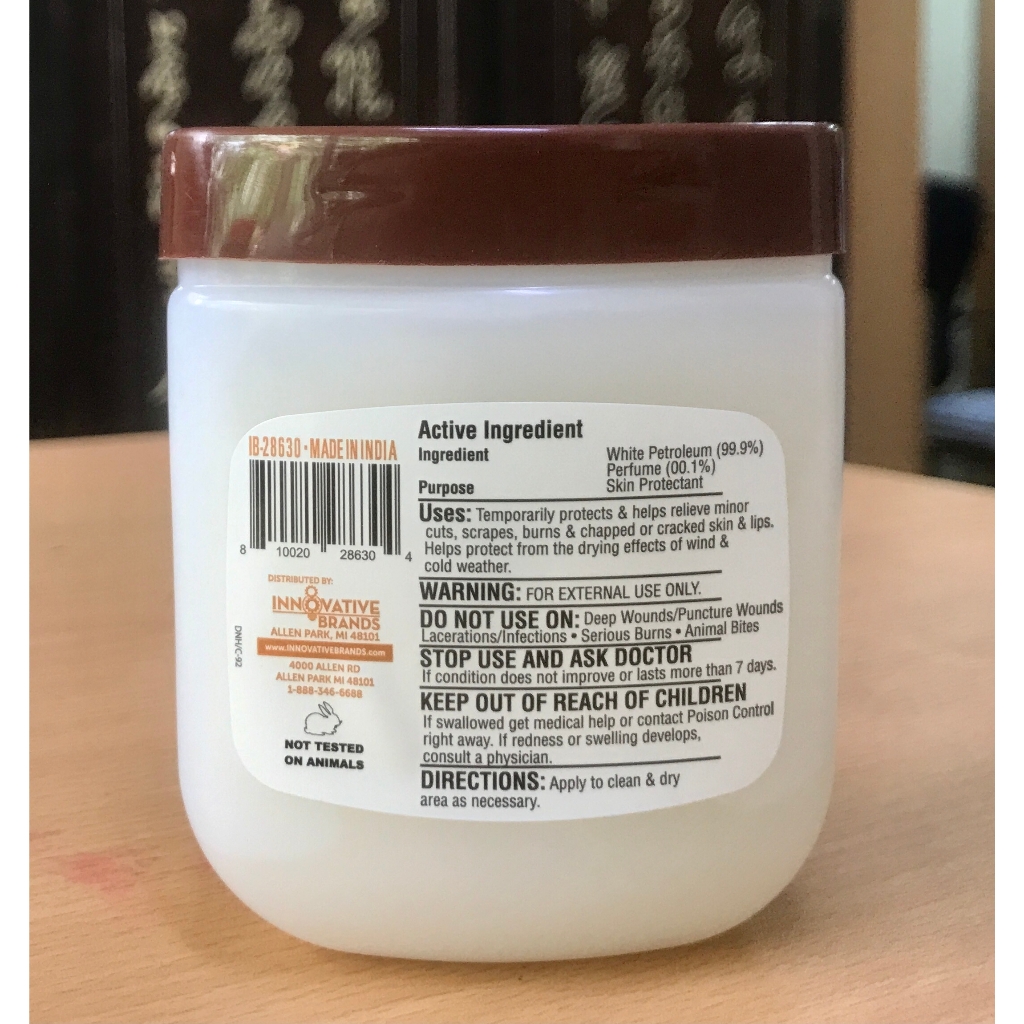 IB-28630 • MADE IN INDIA
8 10020 28630 4
DISTRIBUTED BY:
INNOVATIVE
BRANDS
ALLEN PARK, MI 48101
www.INNOVATIVEBRANDS.com
4000 ALLEN RD
ALLEN PARK MI 48101
1-888-346-6688
NOT TESTED
ON ANIMALS
DNH/C-92
Active Ingredient
Ingredient White Petroleum (99.9%)
Perfume (00.1%)
Purpose Skin Protectant
Uses: Temporarily protects & helps relieve minor
cuts, scrapes, burns & chapped or cracked skin & lips.
Helps protect from the drying effects of wind &
cold weather.
WARNING: FOR EXTERNAL USE ONLY.
DO NOT USE ON: Deep Wounds/Puncture Wounds
Lacerations/Infections • Serious Burns • Animal Bites
STOP USE AND ASK DOCTOR
If condition does not improve or lasts more than 7 days.
KEEP OUT OF REACH OF CHILDREN
If swallowed get medical help or contact Poison Control
right away. If redness or swelling develops,
consult a physician.
DIRECTIONS: Apply to clean & dry
area as necessary.